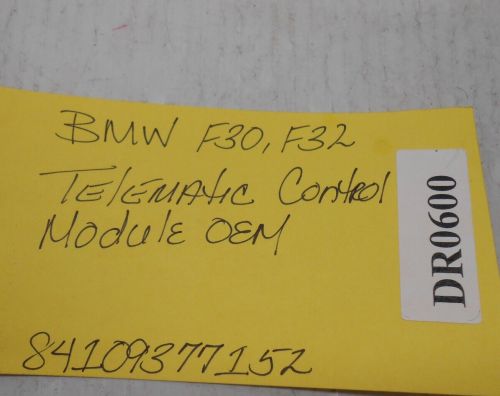 BMW F30, F32
Telematic Control
Module OEM
84109377152
DR0600